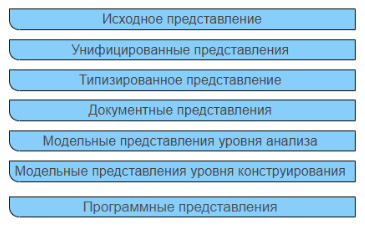 Исходное представление
Унифицированные представления
Типизированное представление
Документные представления
Модельные представления уровня анализа
Модельные представления уровня конструирования
Программные представления